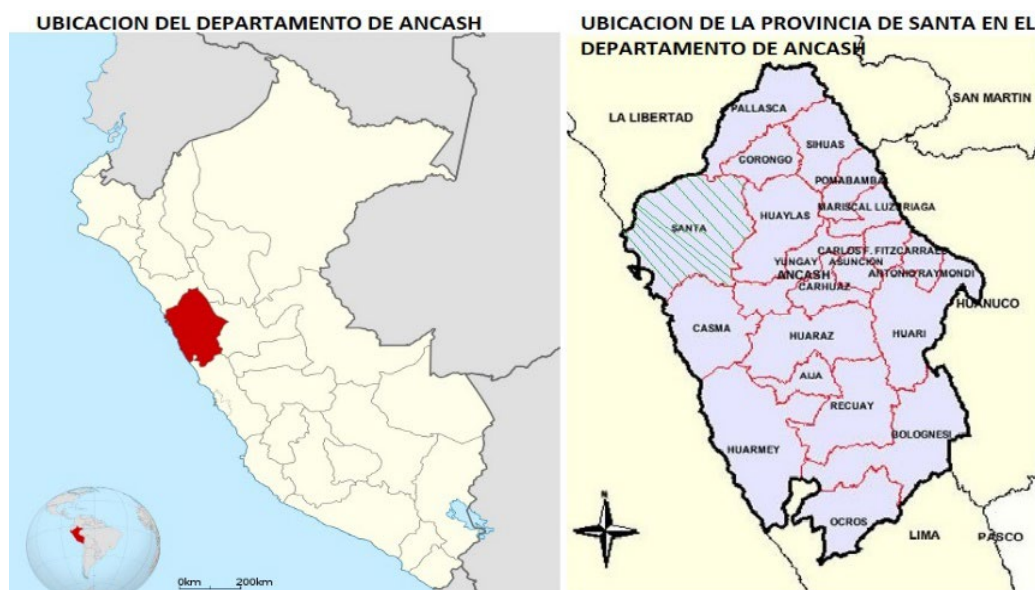 UBICACION DEL DEPARTAMENTO DE ANCASH
0km 200km
UBICACION DE LA PROVINCIA DE SANTA EN EL
DEPARTAMENTO DE ANCASH
SAN MARTIN
PALLASCA
LA LIBERTAD
SIHUAS
CORONGO
POMABAMBA
MARISCAL LUZURIAGA
HUAYLAS
SANTA
CARLOS F. FITZCARRALD
YUNGAY ASUNCION
ANCASH ANTONIO RAYMONDI
CARHUAZ
HUANUCO
CASMA HUARAZ HUARI
AIJA
RECUAY
BOLOGNESI
HUARMEY
N
OCROS
LIMA
PASCO